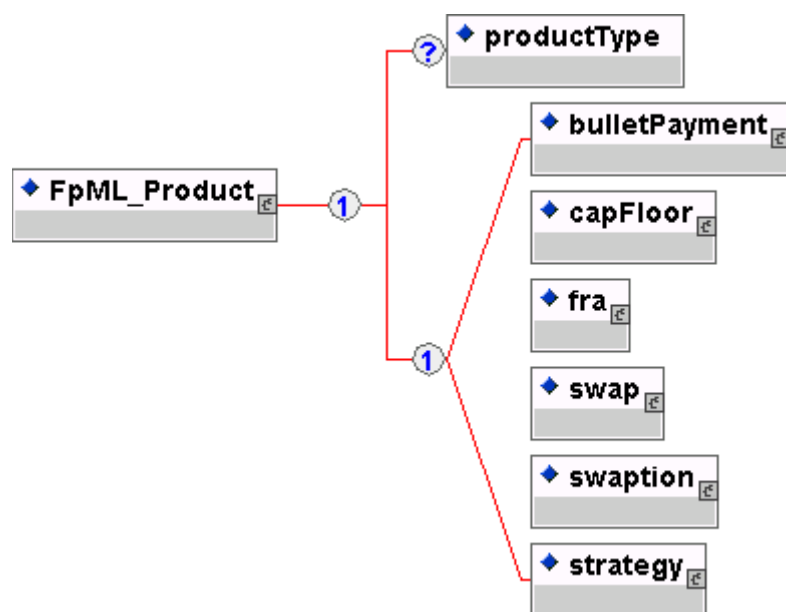 ? productType
bulletPayment
FpML_Product 1
capFloor
fra
1
swap
swaption
strategy